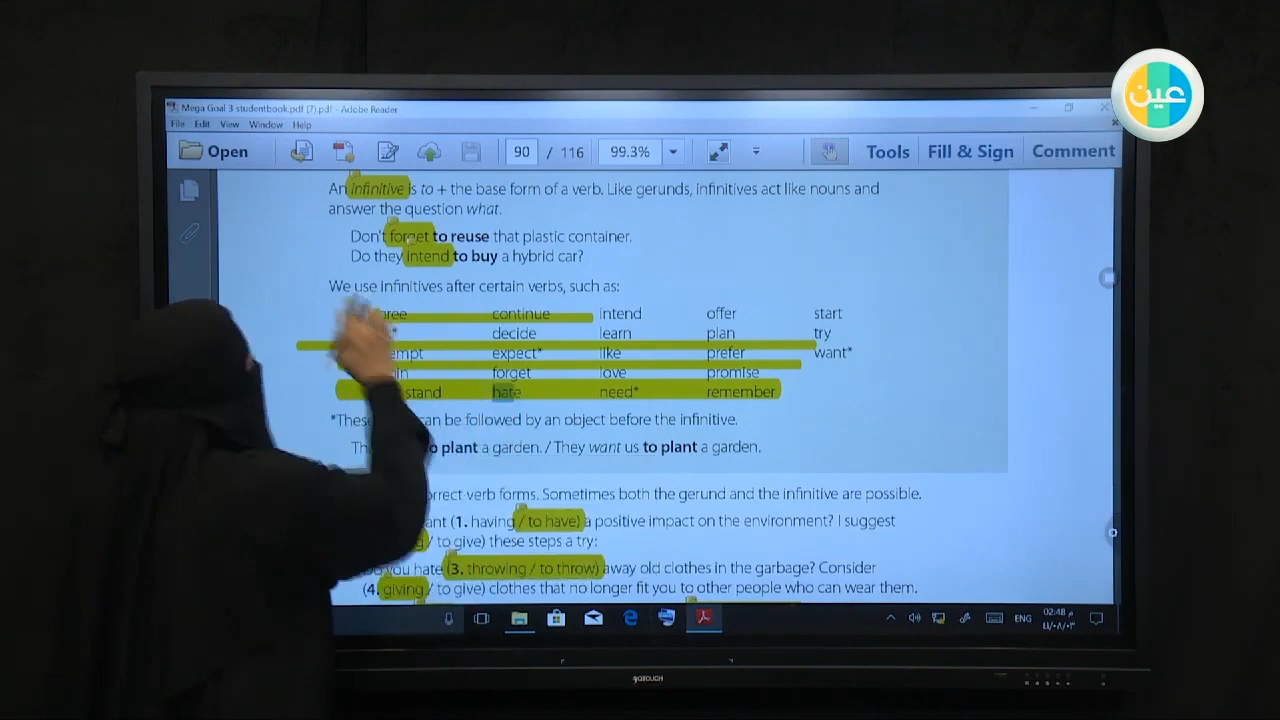 عين
Mega Goal 3 studentbook.pdf (7).pdf - Adobe Reader
File Edit View Window Help
Open 90 / 116 99.3% Tools Fill & Sign Comment
An infinitive is to + the base form of a verb. Like gerunds, infinitives act like nouns and
answer the question what.
Don't forget to reuse that plastic container.
Do they intend to buy a hybrid car?
We use infinitives after certain verbs, such as:
continue intend offer start
decide learn plan try
expect* like prefer want*
forget love promise
stand hate need* remember
*These can be followed by an object before the infinitive.
to plant a garden. / They want us to plant a garden.
verb forms. Sometimes both the gerund and the infinitive are possible.
(1. having / to have) a positive impact on the environment? I suggest
/ to give) these steps a try:
you hate (3. throwing / to throw) away old clothes in the garbage? Consider
(4. giving / to give) clothes that no longer fit you to other people who can wear them.
ENG
02:48 م